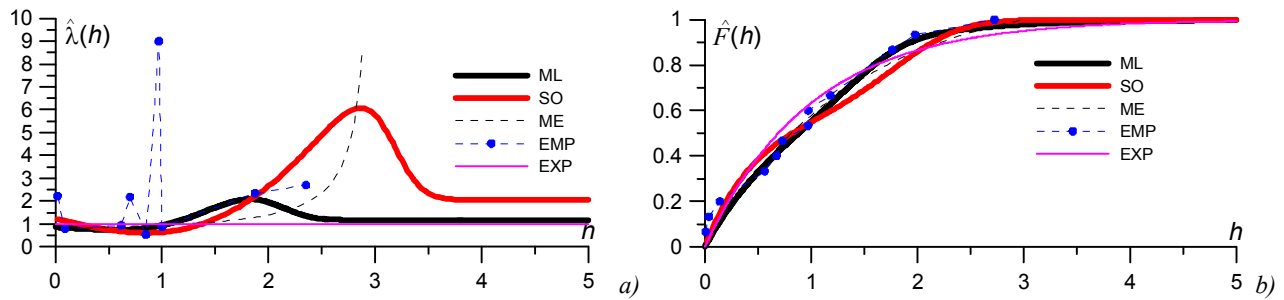 λ̂(h)
10
9
8
7
6
5
4
3
2
1
0
ML
SO
ME
EMP
EXP
h
0 1 2 3 4 5
a)
F̂(h)
1
0.8
0.6
0.4
0.2
0
ML
SO
ME
EMP
EXP
h
0 1 2 3 4 5
b)